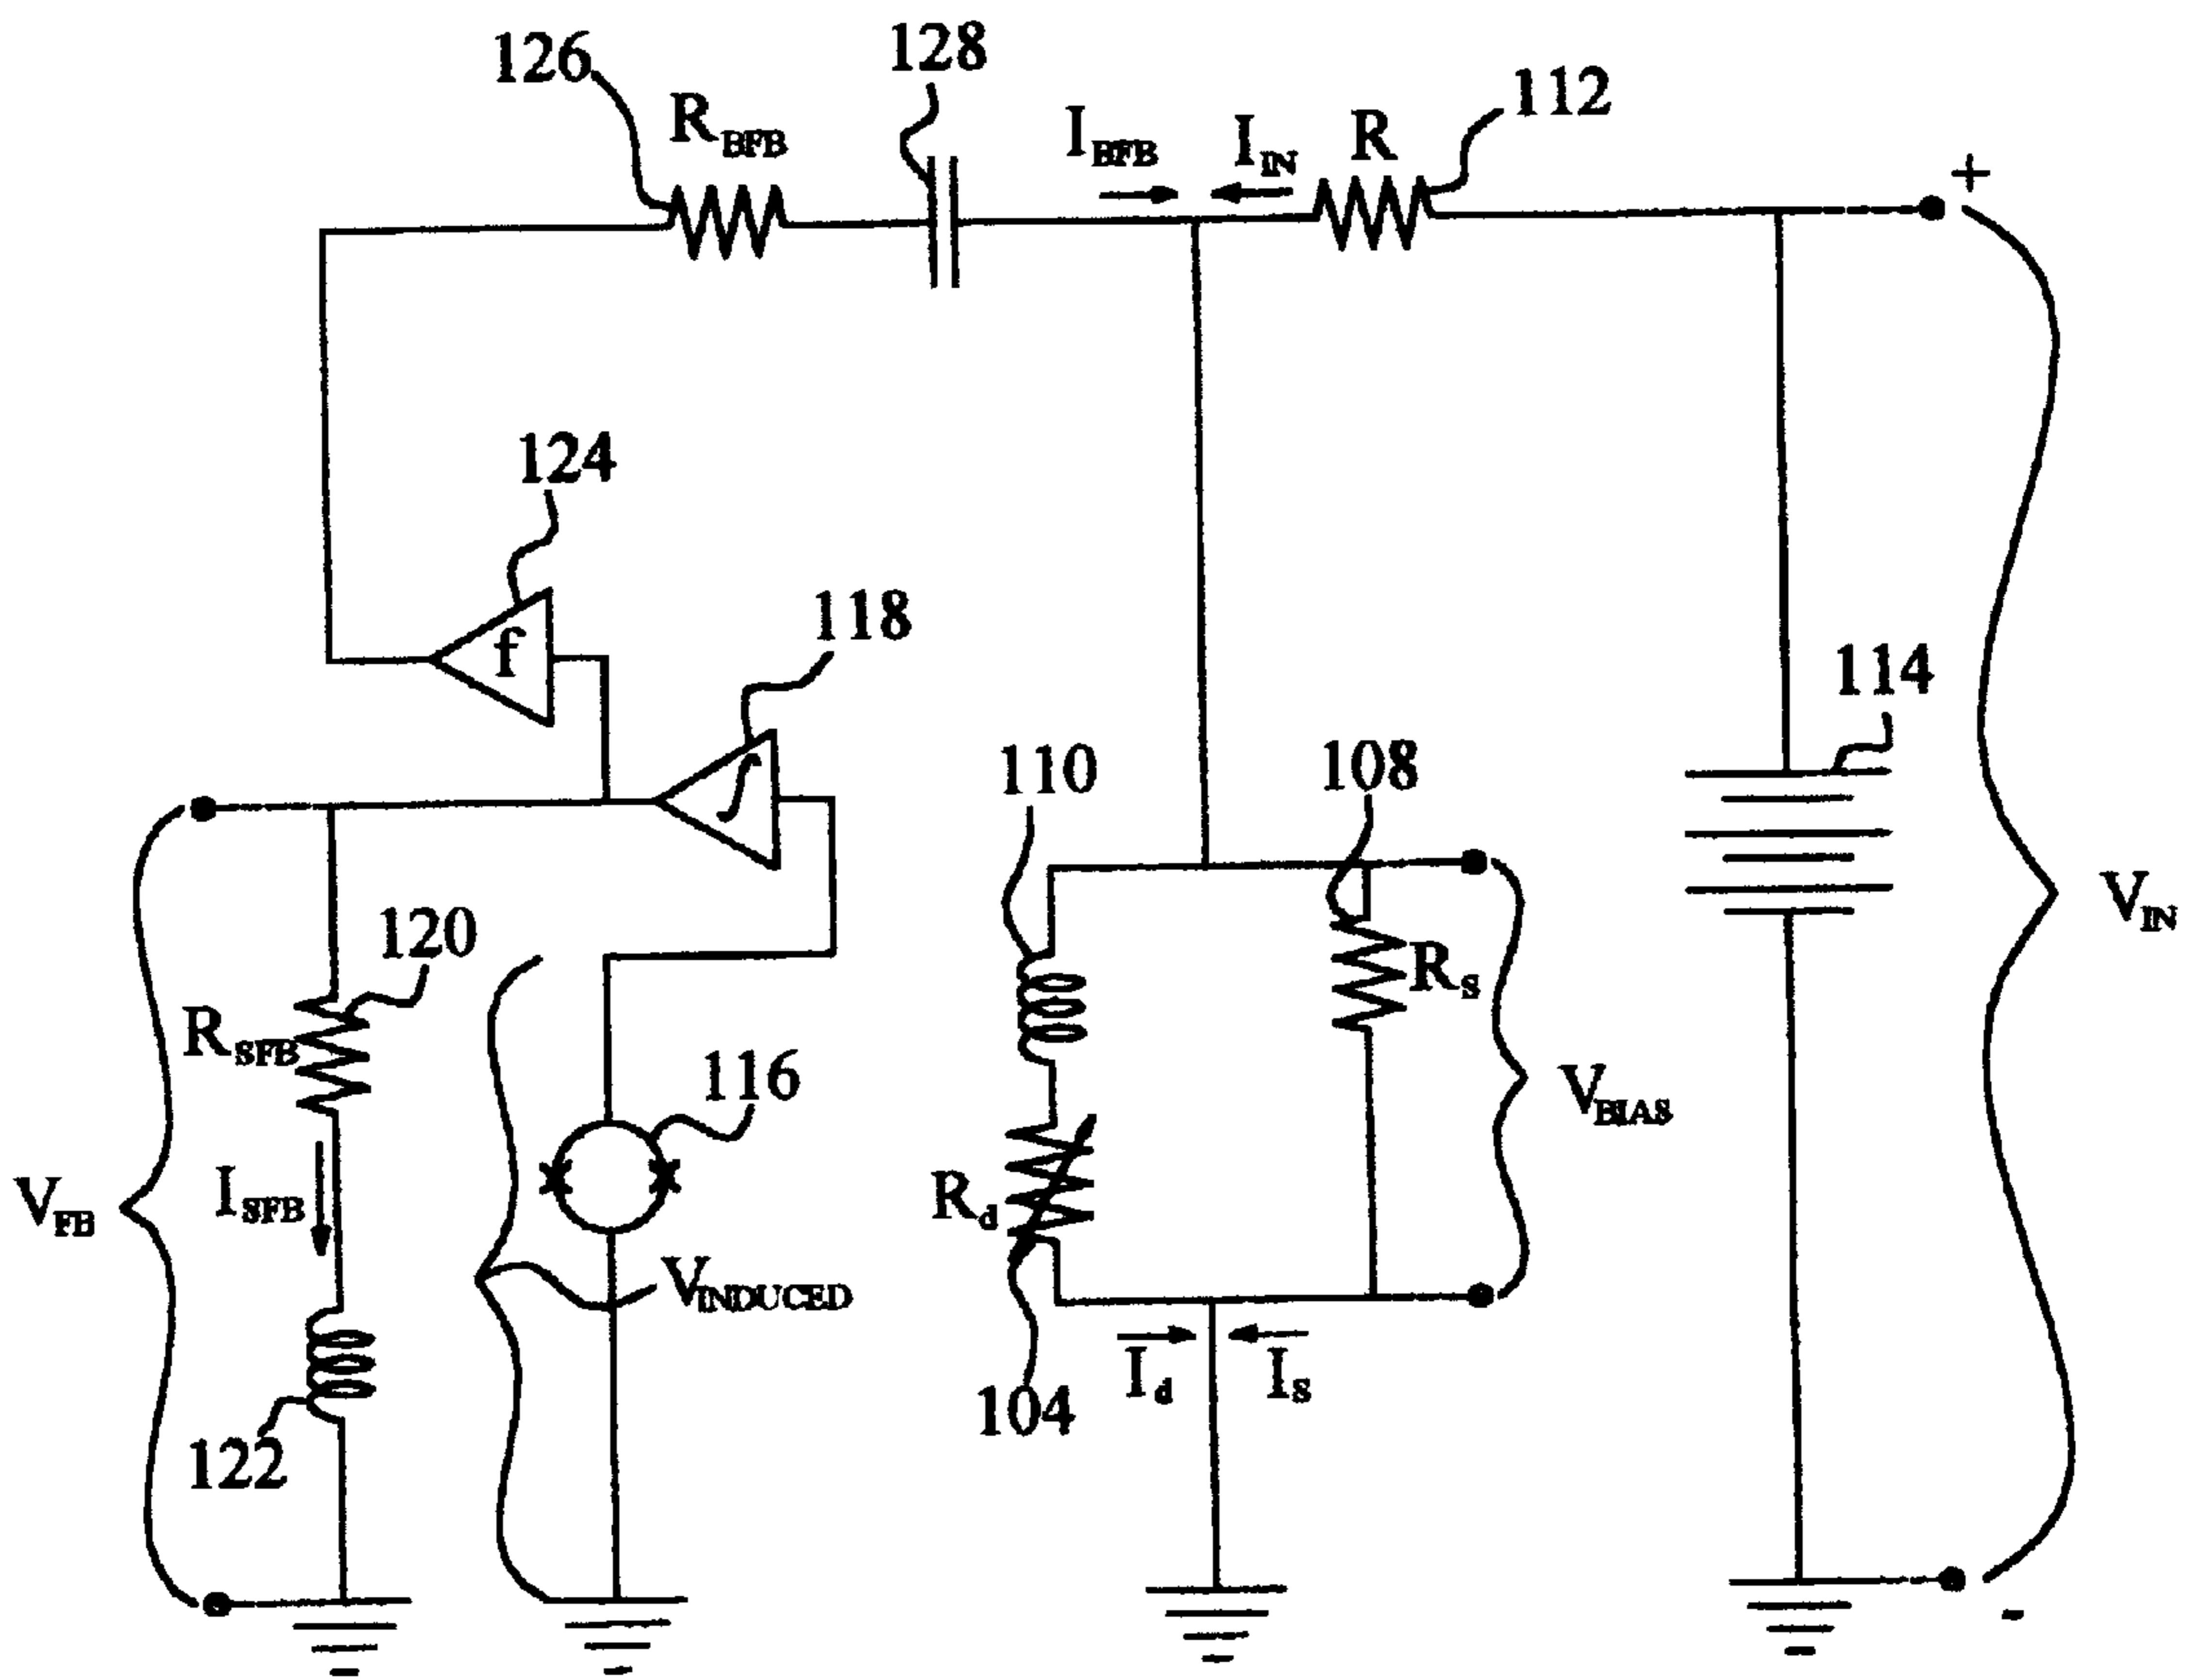 126
128
R_BFB
I_BFB
I_IN
R
112
+
124
f
118
∫
114
110
108
V_IN
120
R_SFB
R_S
116
V_BIAS
V_FB
I_SFB
R_d
V_INDUCED
I_d
I_S
104
122
-